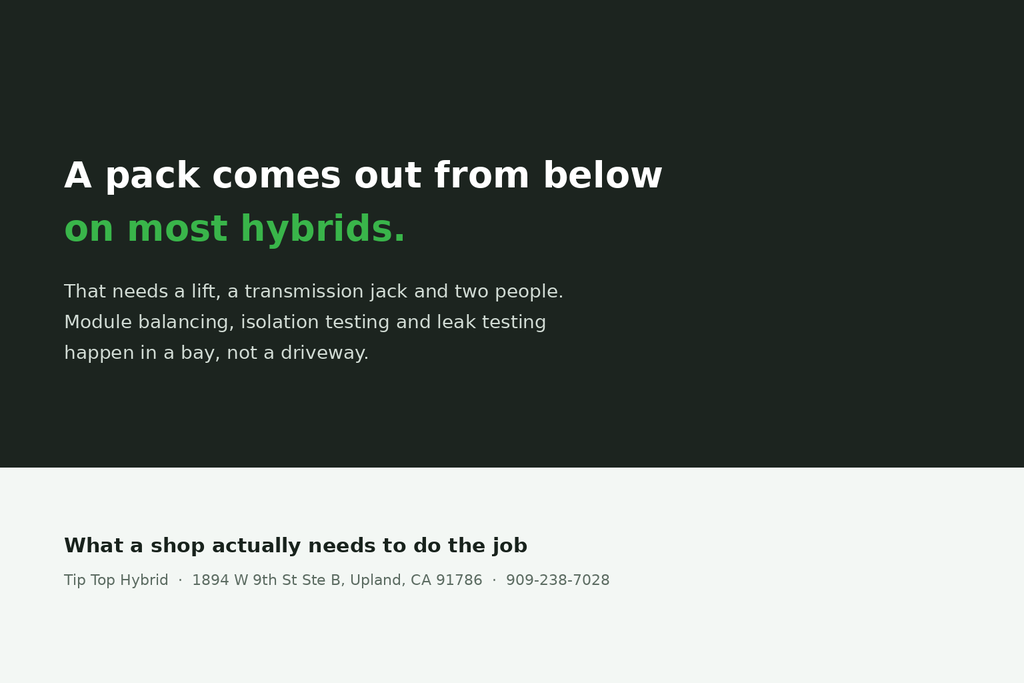 A pack comes out from below
on most hybrids.
That needs a lift, a transmission jack and two people.
Module balancing, isolation testing and leak testing
happen in a bay, not a driveway.
What a shop actually needs to do the job
Tip Top Hybrid · 1894 W 9th St Ste B, Upland, CA 91786 · 909-238-7028